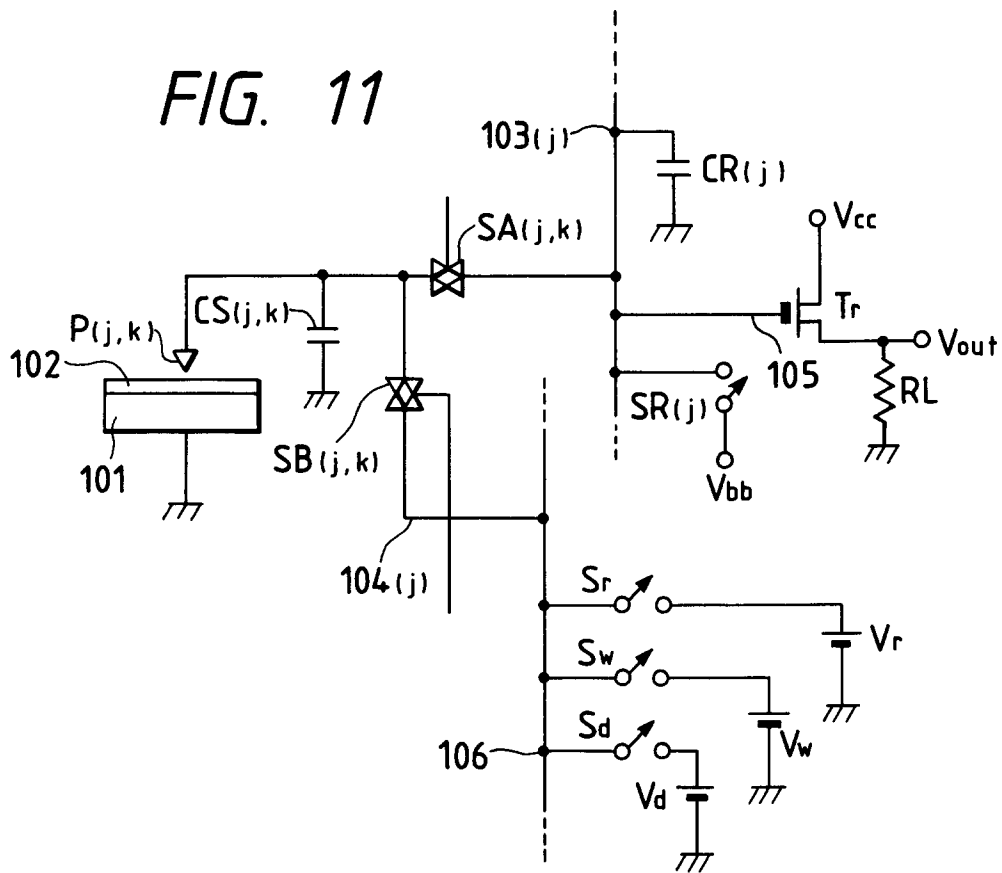 FIG. 11
103(j)
CR(j)
SA(j,k)
Vcc
CS(j,k)
Tr
P(j,k)
Vout
102
105
RL
SR(j)
101
SB(j,k)
Vbb
104(j)
Sr
Vr
Sw
Vw
Sd
106
Vd